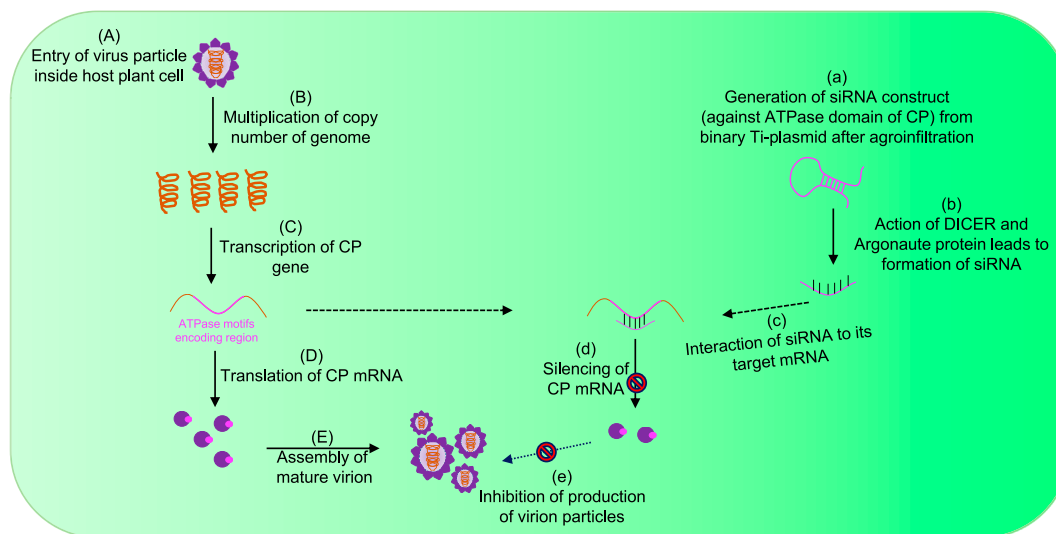 (A)
Entry of virus particle
inside host plant cell
(B)
Multiplication of copy
number of genome
(C)
Transcription of CP
gene
ATPase motifs
encoding region
(D)
Translation of CP mRNA
(E)
Assembly of
mature virion
(a)
Generation of siRNA construct
(against ATPase domain of CP) from
binary Ti-plasmid after agroinfiltration
(b)
Action of DICER and
Argonaute protein leads to
formation of siRNA
(c)
Interaction of siRNA to its
target mRNA
(d)
Silencing of
CP mRNA
(e)
Inhibition of production
of virion particles